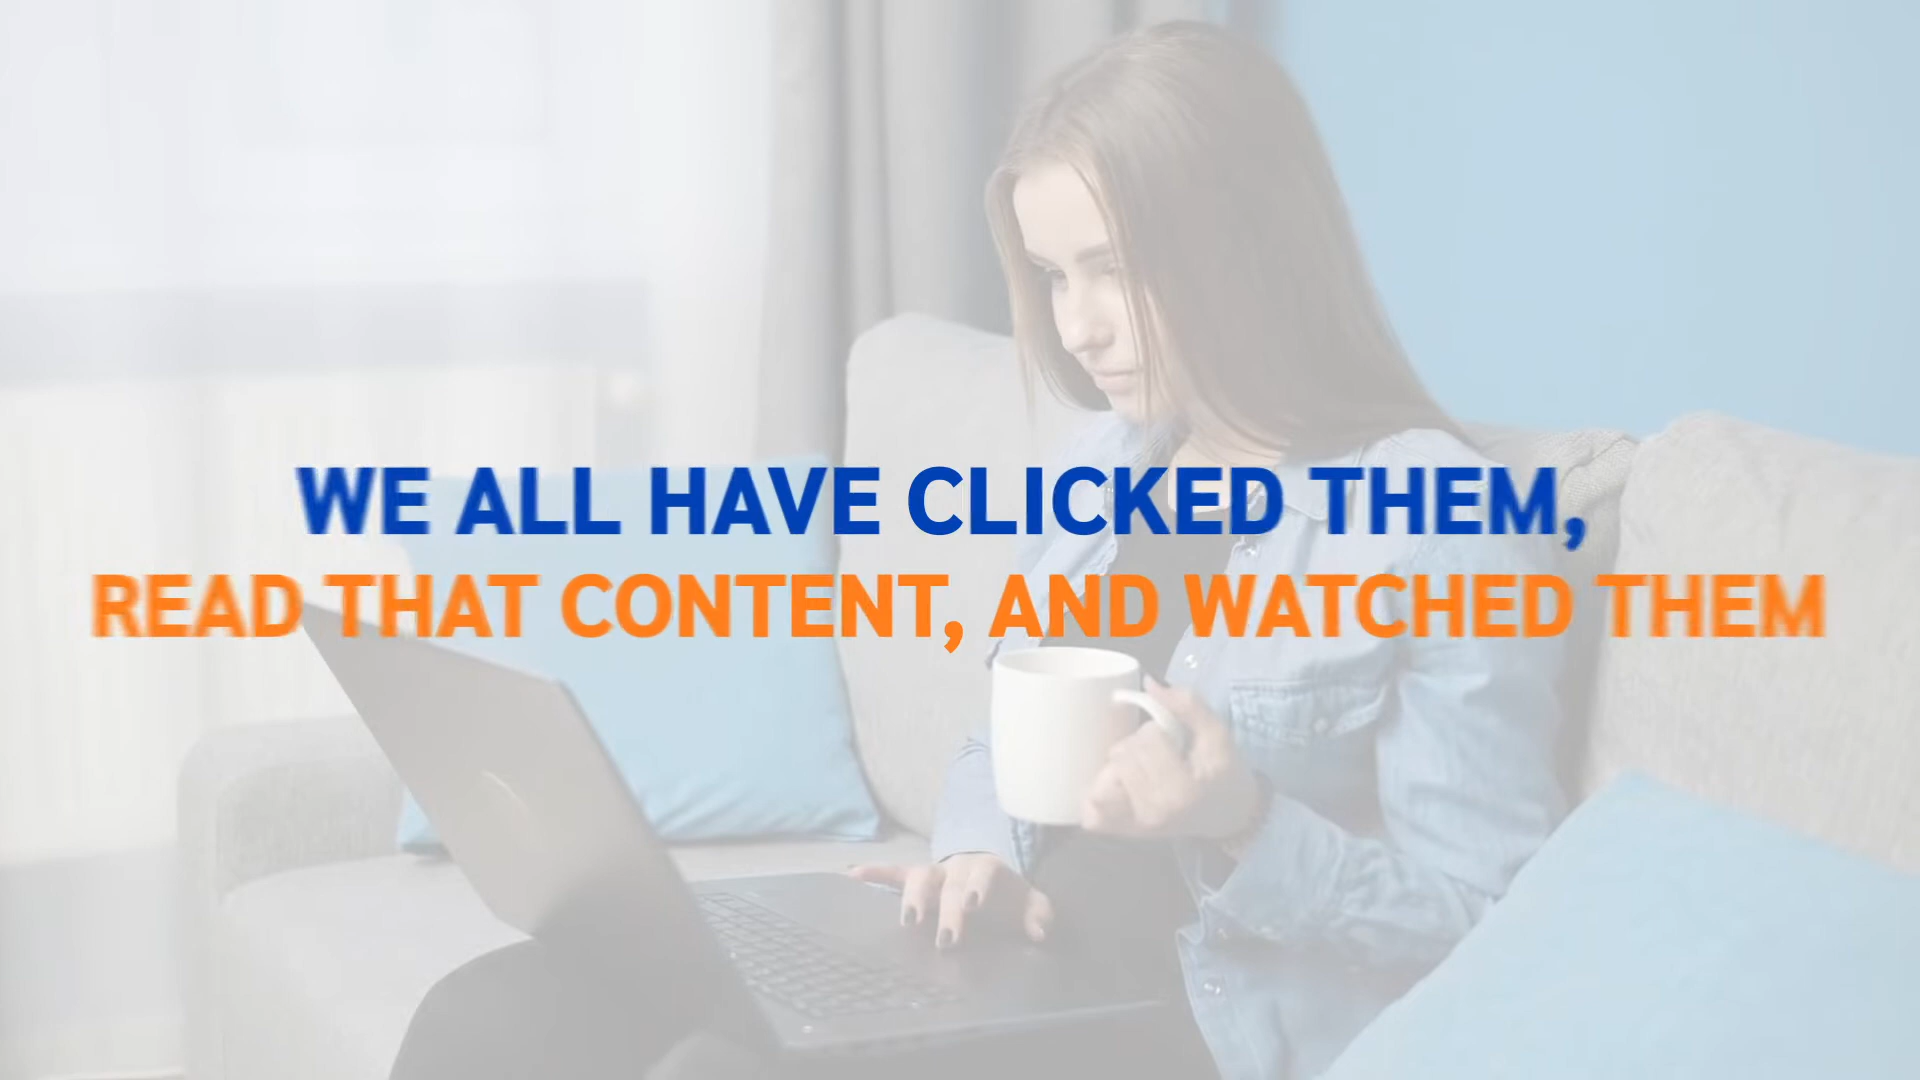 WE ALL HAVE CLICKED THEM,
READ THAT CONTENT, AND WATCHED THEM